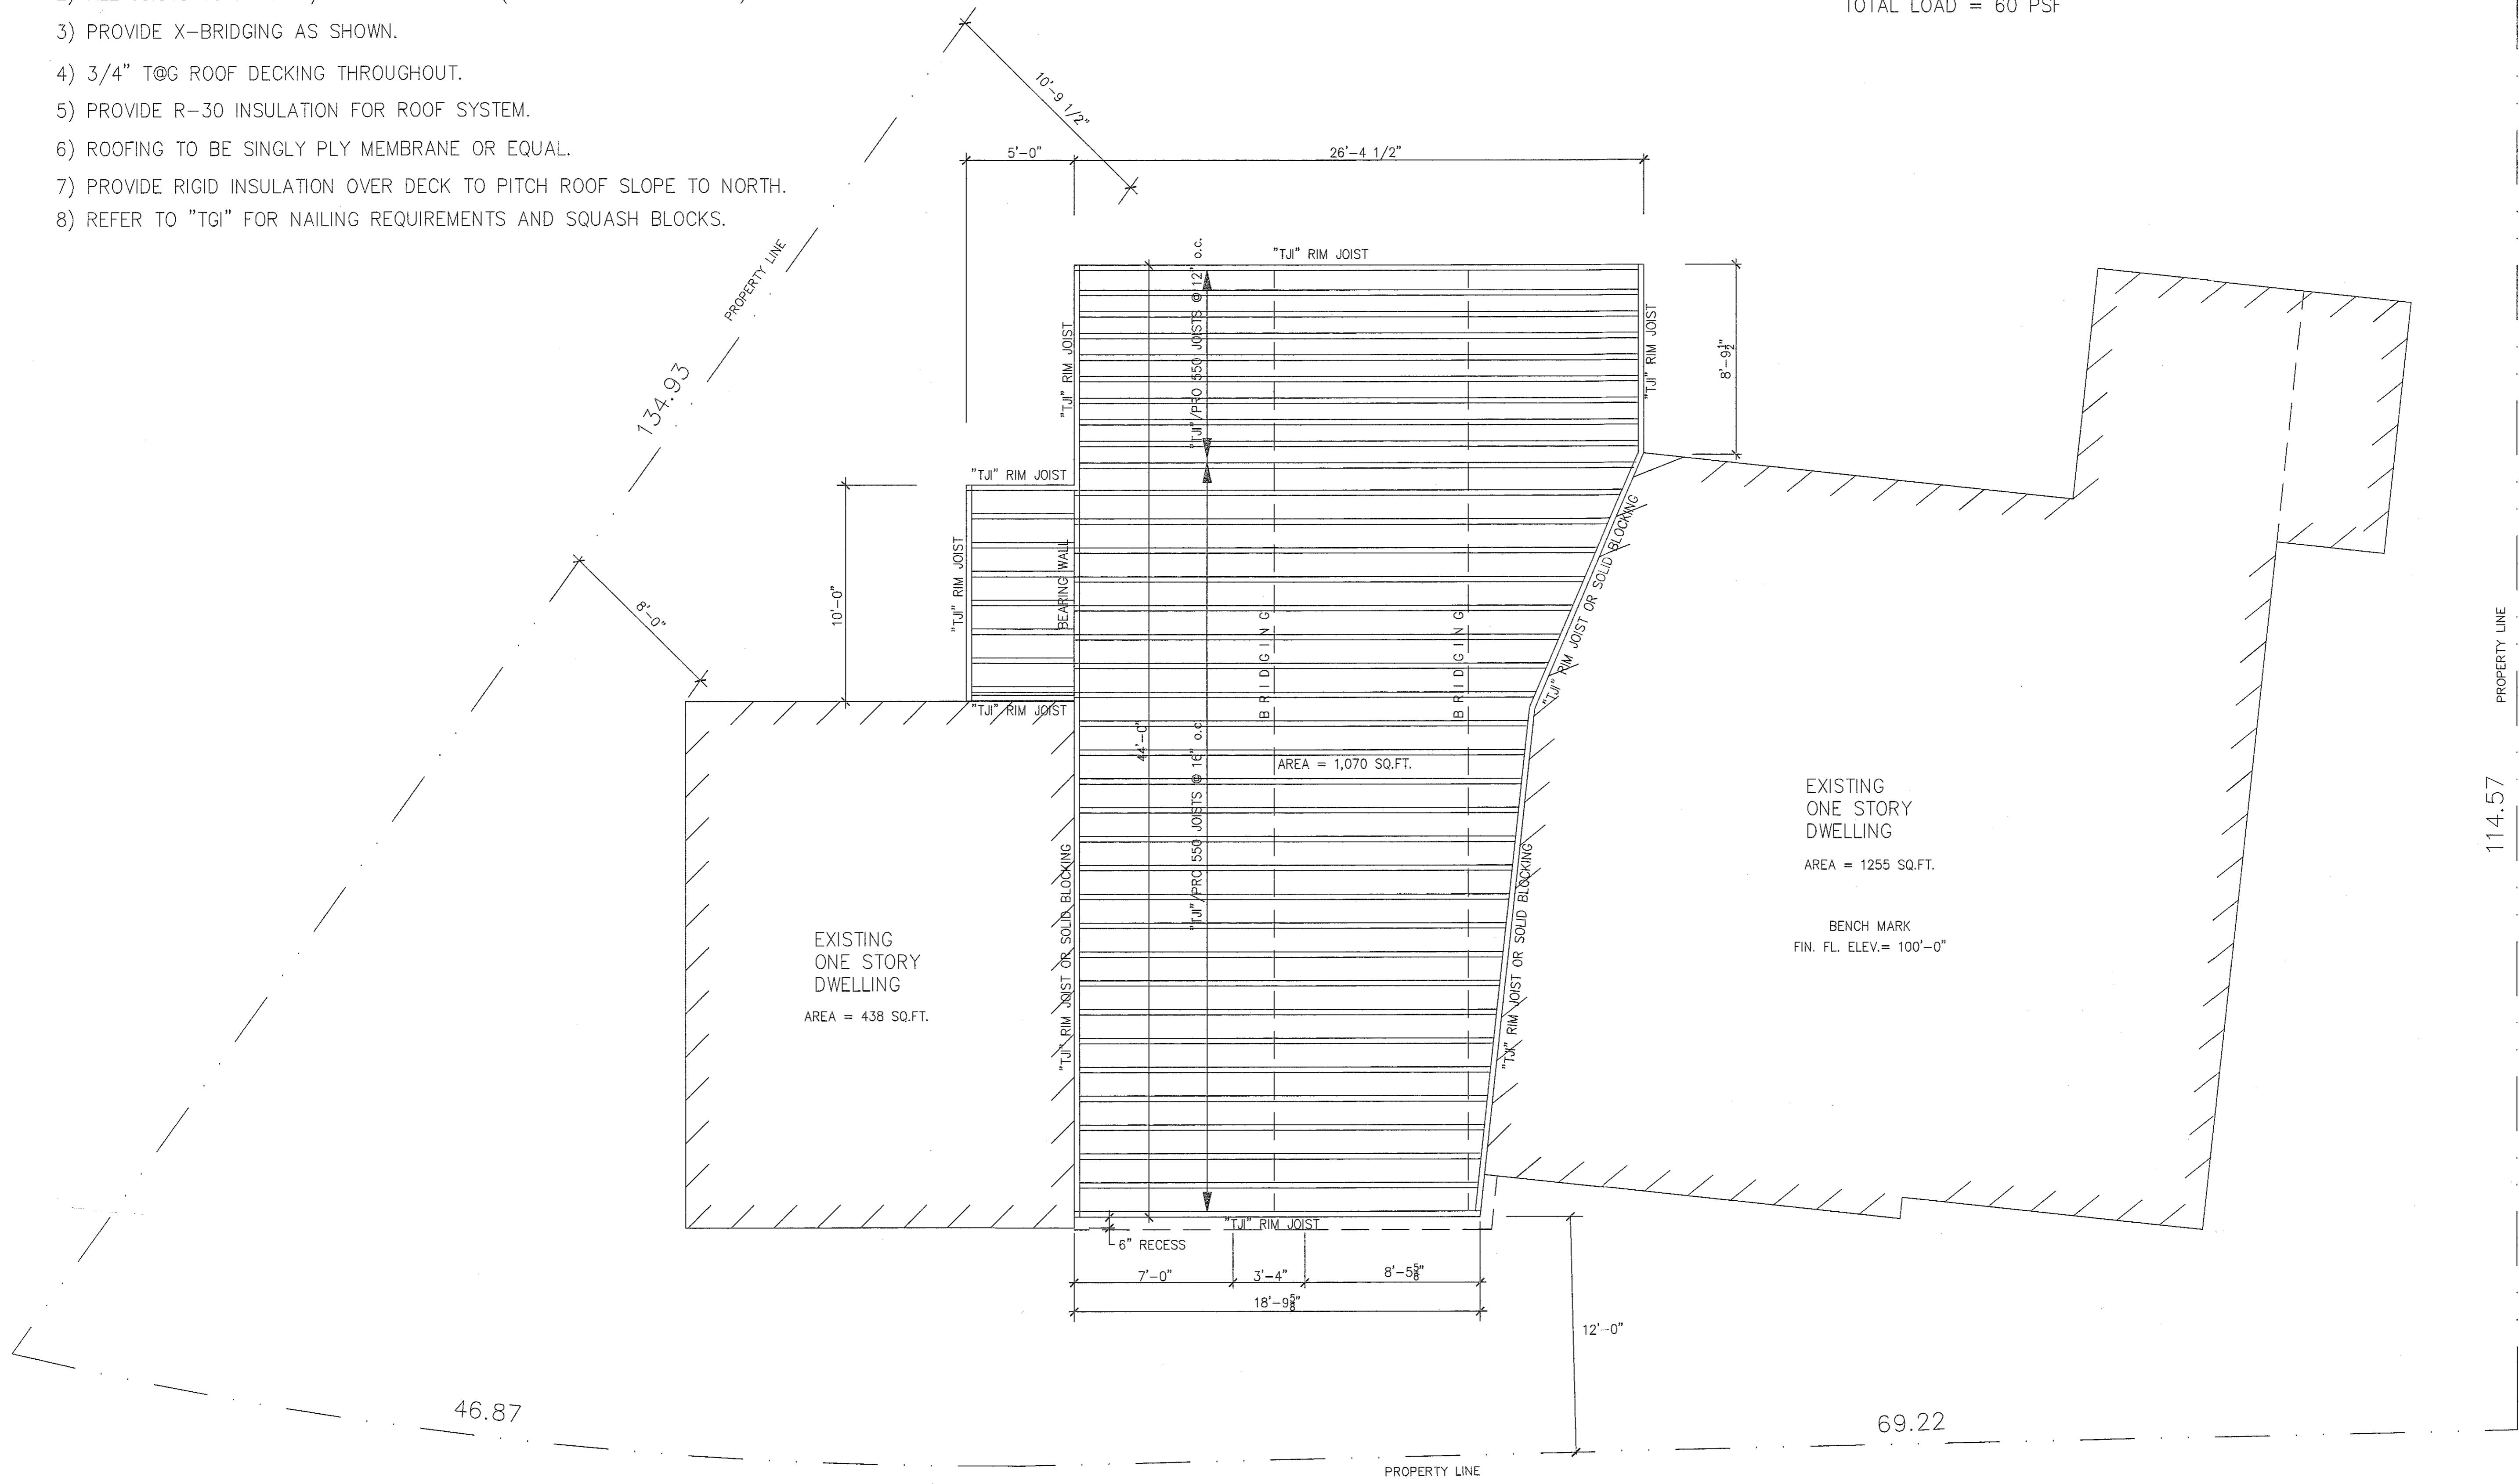 TOTAL LOAD = 60 PSF
3) PROVIDE X-BRIDGING AS SHOWN.
4) 3/4" T@G ROOF DECKING THROUGHOUT.
5) PROVIDE R-30 INSULATION FOR ROOF SYSTEM.
6) ROOFING TO BE SINGLY PLY MEMBRANE OR EQUAL.
7) PROVIDE RIGID INSULATION OVER DECK TO PITCH ROOF SLOPE TO NORTH.
8) REFER TO "TGI" FOR NAILING REQUIREMENTS AND SQUASH BLOCKS.
10'-9 1/2"
5'-0"
26'-4 1/2"
PROPERTY LINE
134.93
"TJI" RIM JOIST
"TJI" RIM JOIST
"TJI"/PRO 550 JOISTS @ 12" o.c.
"TJI" RIM JOIST
8'-9 1/2"
"TJI" RIM JOIST
"TJI" RIM JOIST
BEARING WALL
10'-0"
8'-0"
"TJI" RIM JOIST
"TJI" RIM JOIST OR SOLID BLOCKING
BRIDGING
BRIDGING
44'-0"
"TJI"/PRO 550 JOISTS @ 16" o.c.
AREA = 1,070 SQ.FT.
"TJI" RIM JOIST OR SOLID BLOCKING
"TJI" RIM JOIST OR SOLID BLOCKING
EXISTING
ONE STORY
DWELLING
AREA = 438 SQ.FT.
EXISTING
ONE STORY
DWELLING
AREA = 1255 SQ.FT.
BENCH MARK
FIN. FL. ELEV.= 100'-0"
PROPERTY LINE
114.57
"TJI" RIM JOIST
6" RECESS
7'-0"
3'-4"
8'-5 5/8"
18'-9 5/8"
12'-0"
46.87
69.22
PROPERTY LINE